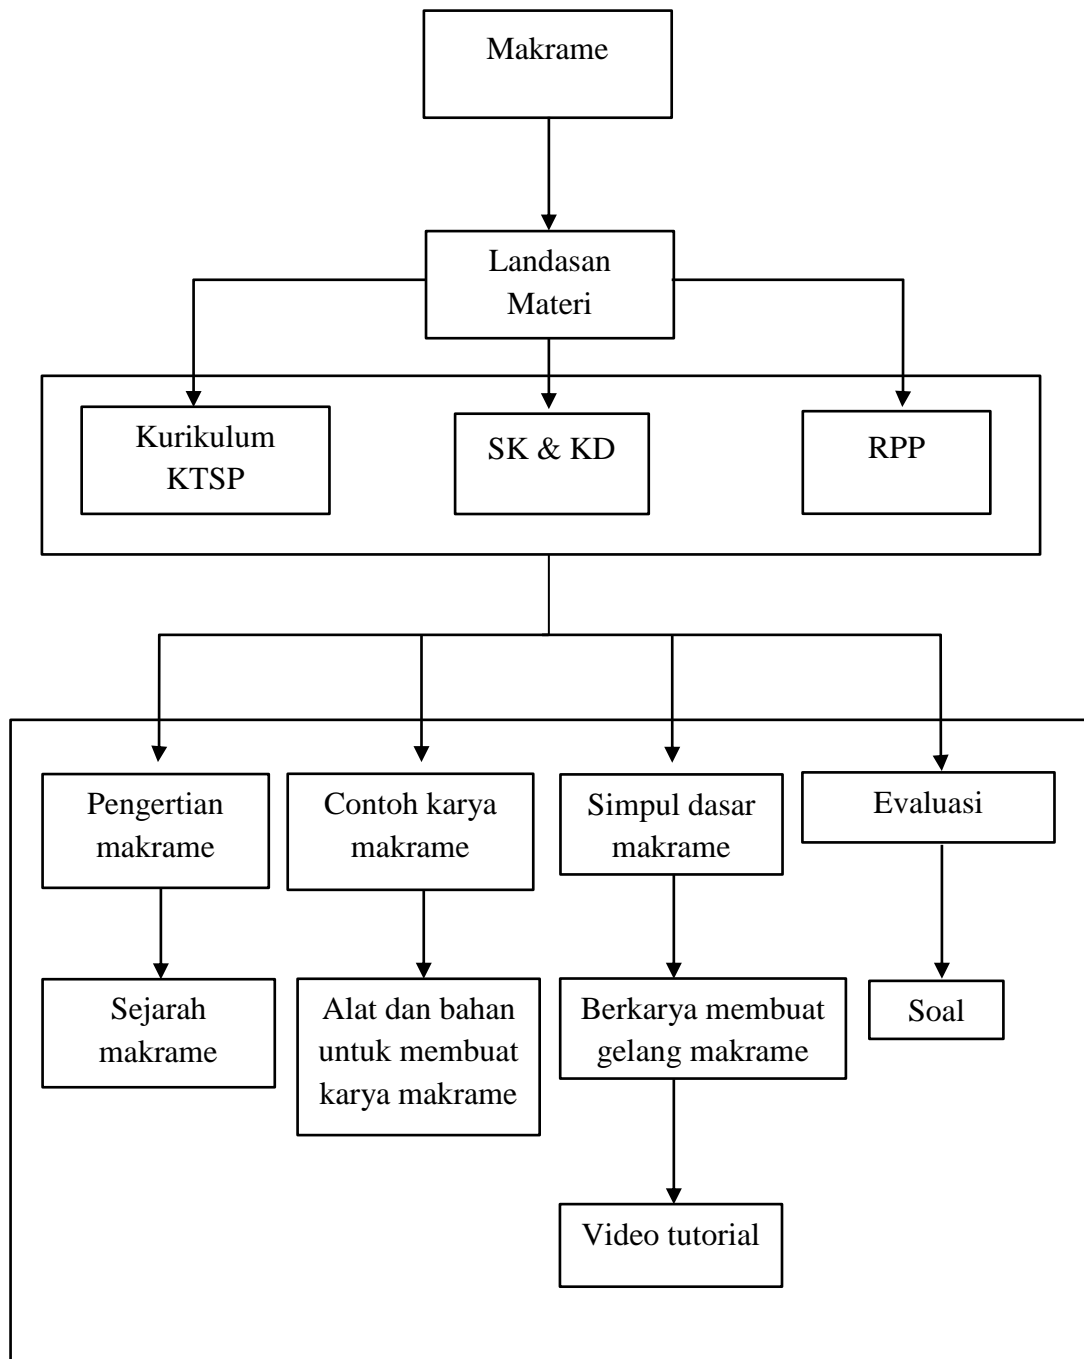 Makrame
Landasan
Materi
Kurikulum
KTSP
SK & KD
RPP
Pengertian
makrame
Contoh karya
makrame
Simpul dasar
makrame
Evaluasi
Sejarah
makrame
Alat dan bahan
untuk membuat
karya makrame
Berkarya membuat
gelang makrame
Soal
Video tutorial